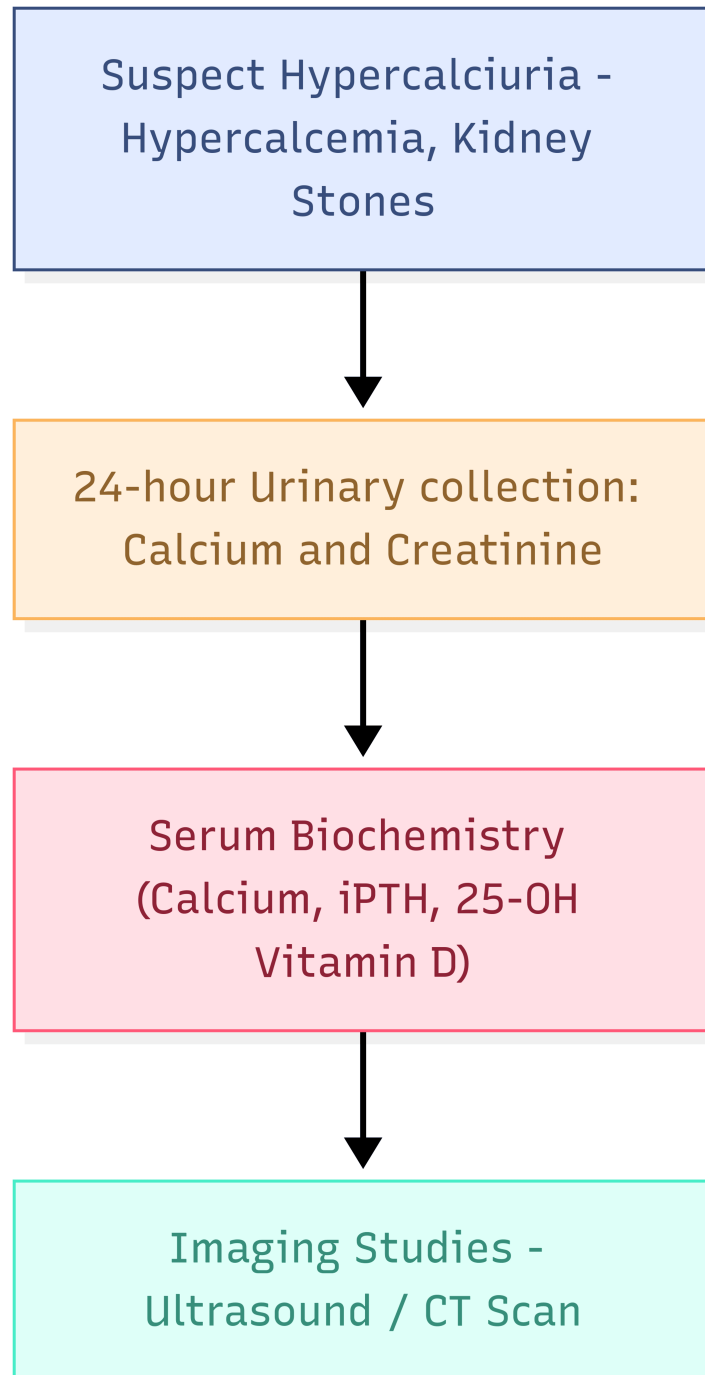 Suspect Hypercalciuria -
Hypercalcemia, Kidney
Stones
24-hour Urinary collection:
Calcium and Creatinine
Serum Biochemistry
(Calcium, iPTH, 25-OH
Vitamin D)
Imaging Studies -
Ultrasound / CT Scan